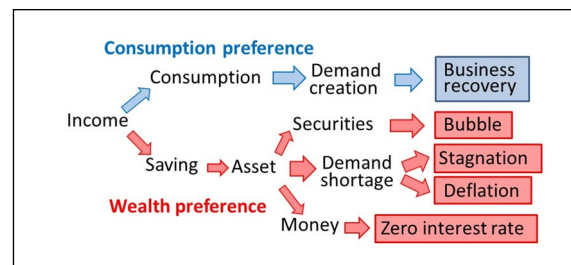 Consumption preference
Consumption
Demand
creation
Business
recovery
Income
Securities
Bubble
Saving
Asset
Demand
shortage
Stagnation
Deflation
Wealth preference
Money
Zero interest rate